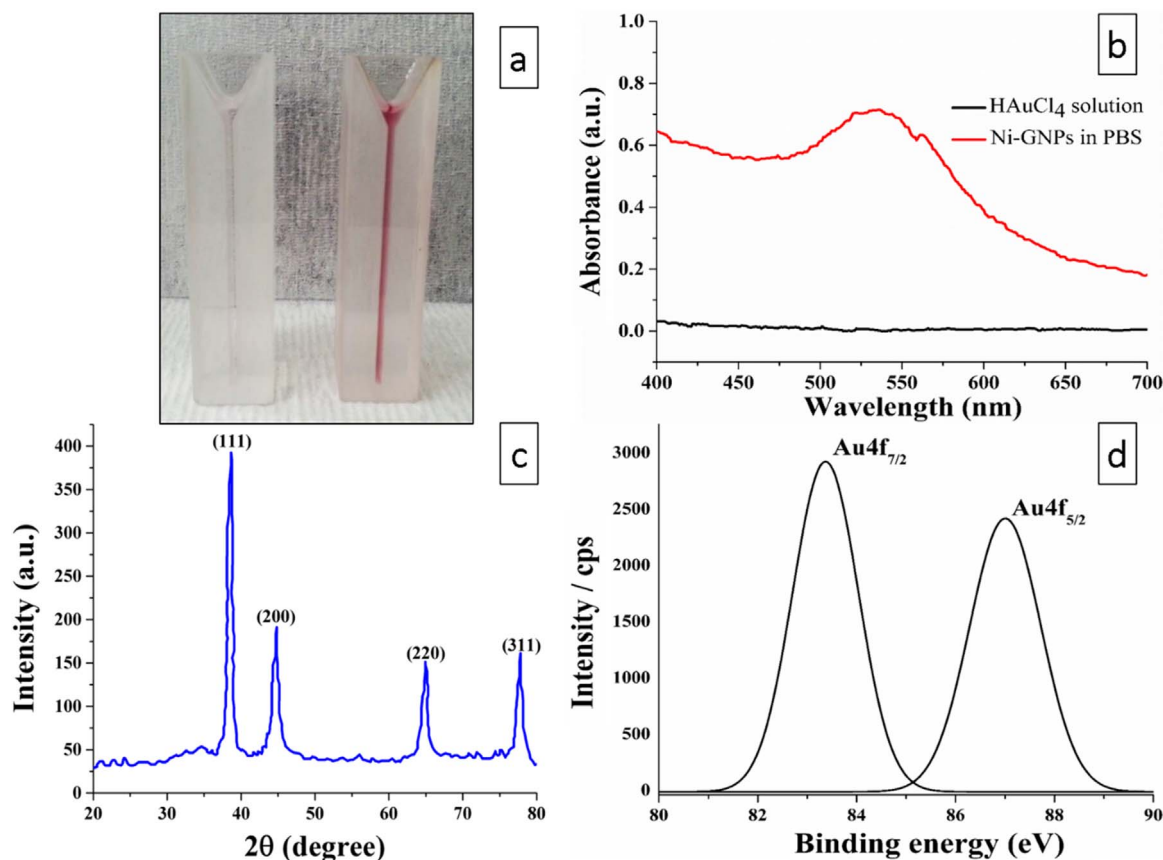 a
b
1.0
0.8
0.6
0.4
0.2
0.0
Absorbance (a.u.)
HAuCl₄ solution
Ni-GNPs in PBS
400 450 500 550 600 650 700
Wavelength (nm)
c
400
350
300
250
200
150
100
50
0
Intensity (a.u.)
(111)
(200)
(220)
(311)
20 30 40 50 60 70 80
2θ (degree)
d
3000
2500
2000
1500
1000
500
0
Intensity / cps
Au4f₇/₂
Au4f₅/₂
80 82 84 86 88 90
Binding energy (eV)